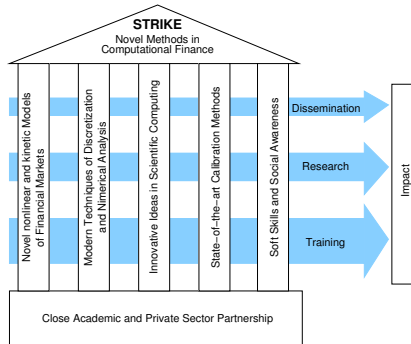 STRIKE
Novel Methods in
Computational Finance
Novel nonlinear and kinetic Models
of Financial Markets
Modern Techniques of Discretization
and Nimerical Analysis
Innovative Ideas in Scientific Computing
State−of−the−art Calibration Methods
Soft Skills and Social Awareness
Dissemination
Research
Training
Impact
Close Academic and Private Sector Partnership